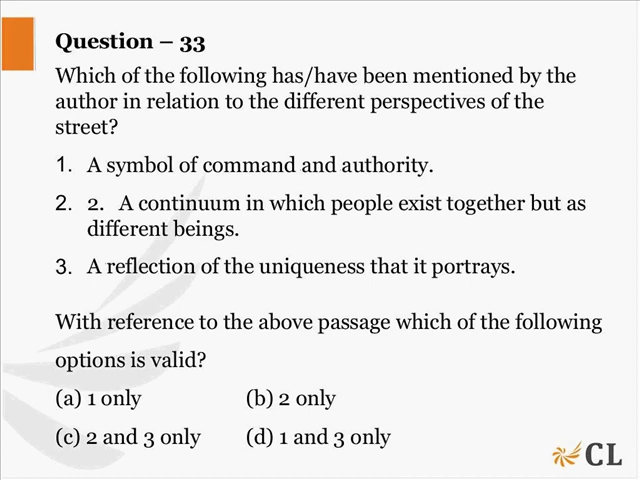 Question – 33
Which of the following has/have been mentioned by the
author in relation to the different perspectives of the
street?
1. A symbol of command and authority.
2. 2. A continuum in which people exist together but as
different beings.
3. A reflection of the uniqueness that it portrays.
With reference to the above passage which of the following
options is valid?
(a) 1 only (b) 2 only
(c) 2 and 3 only (d) 1 and 3 only
CL